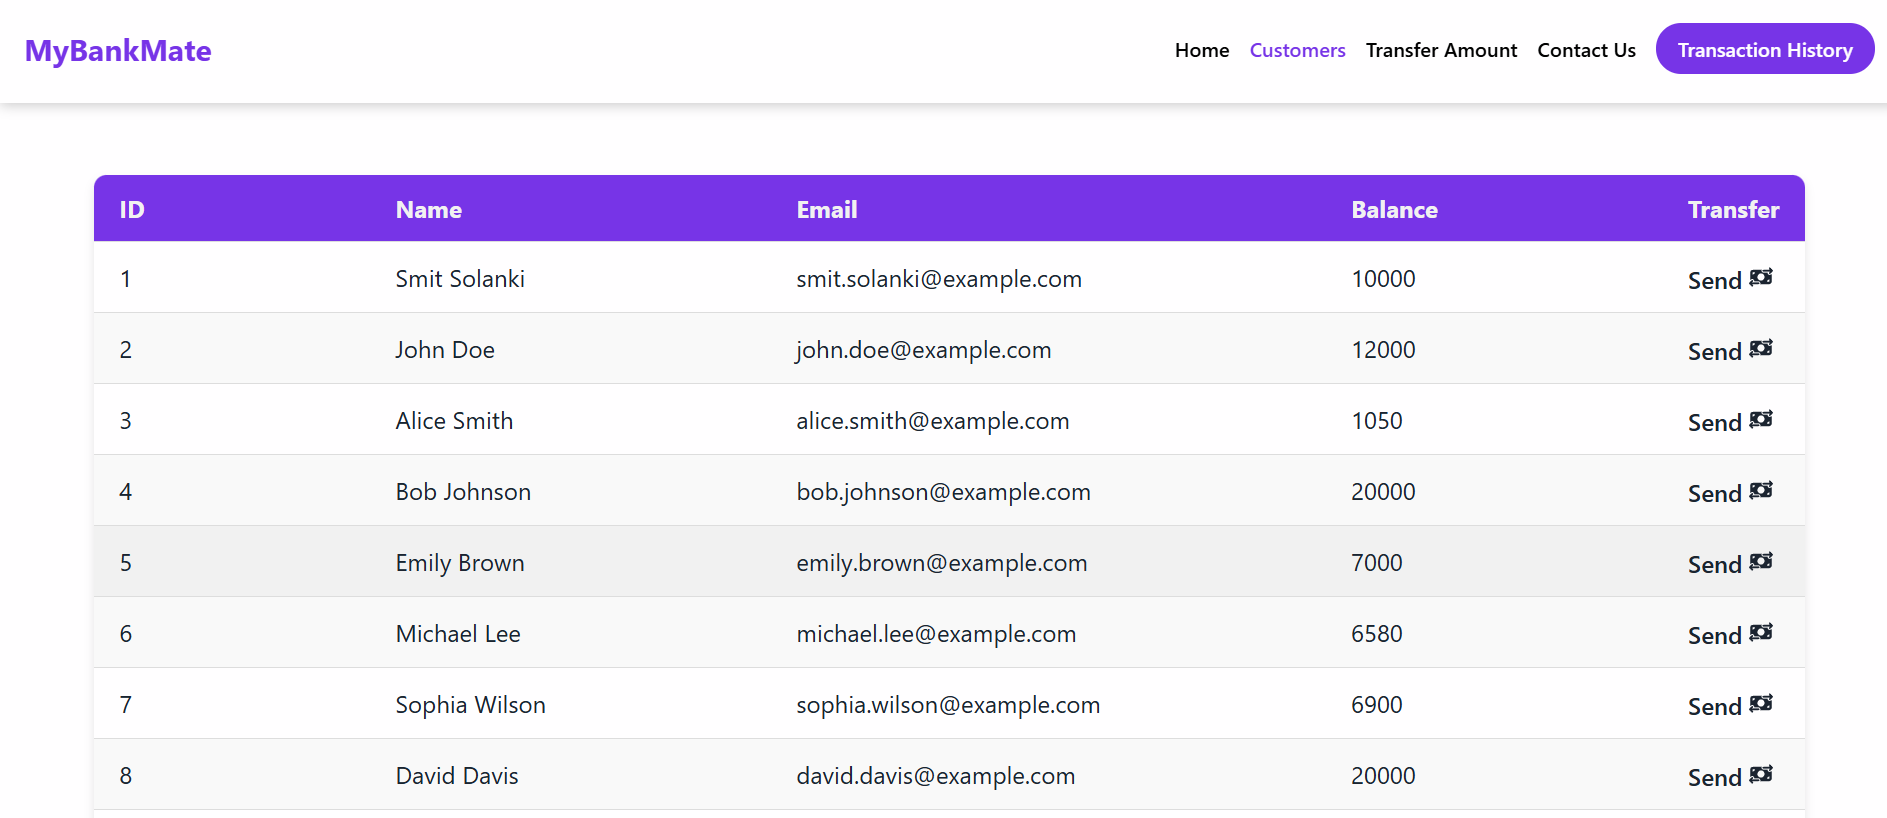 MyBankMate Home Customers Transfer Amount Contact Us Transaction History
ID Name Email Balance Transfer
1 Smit Solanki smit.solanki@example.com 10000 Send
2 John Doe john.doe@example.com 12000 Send
3 Alice Smith alice.smith@example.com 1050 Send
4 Bob Johnson bob.johnson@example.com 20000 Send
5 Emily Brown emily.brown@example.com 7000 Send
6 Michael Lee michael.lee@example.com 6580 Send
7 Sophia Wilson sophia.wilson@example.com 6900 Send
8 David Davis david.davis@example.com 20000 Send